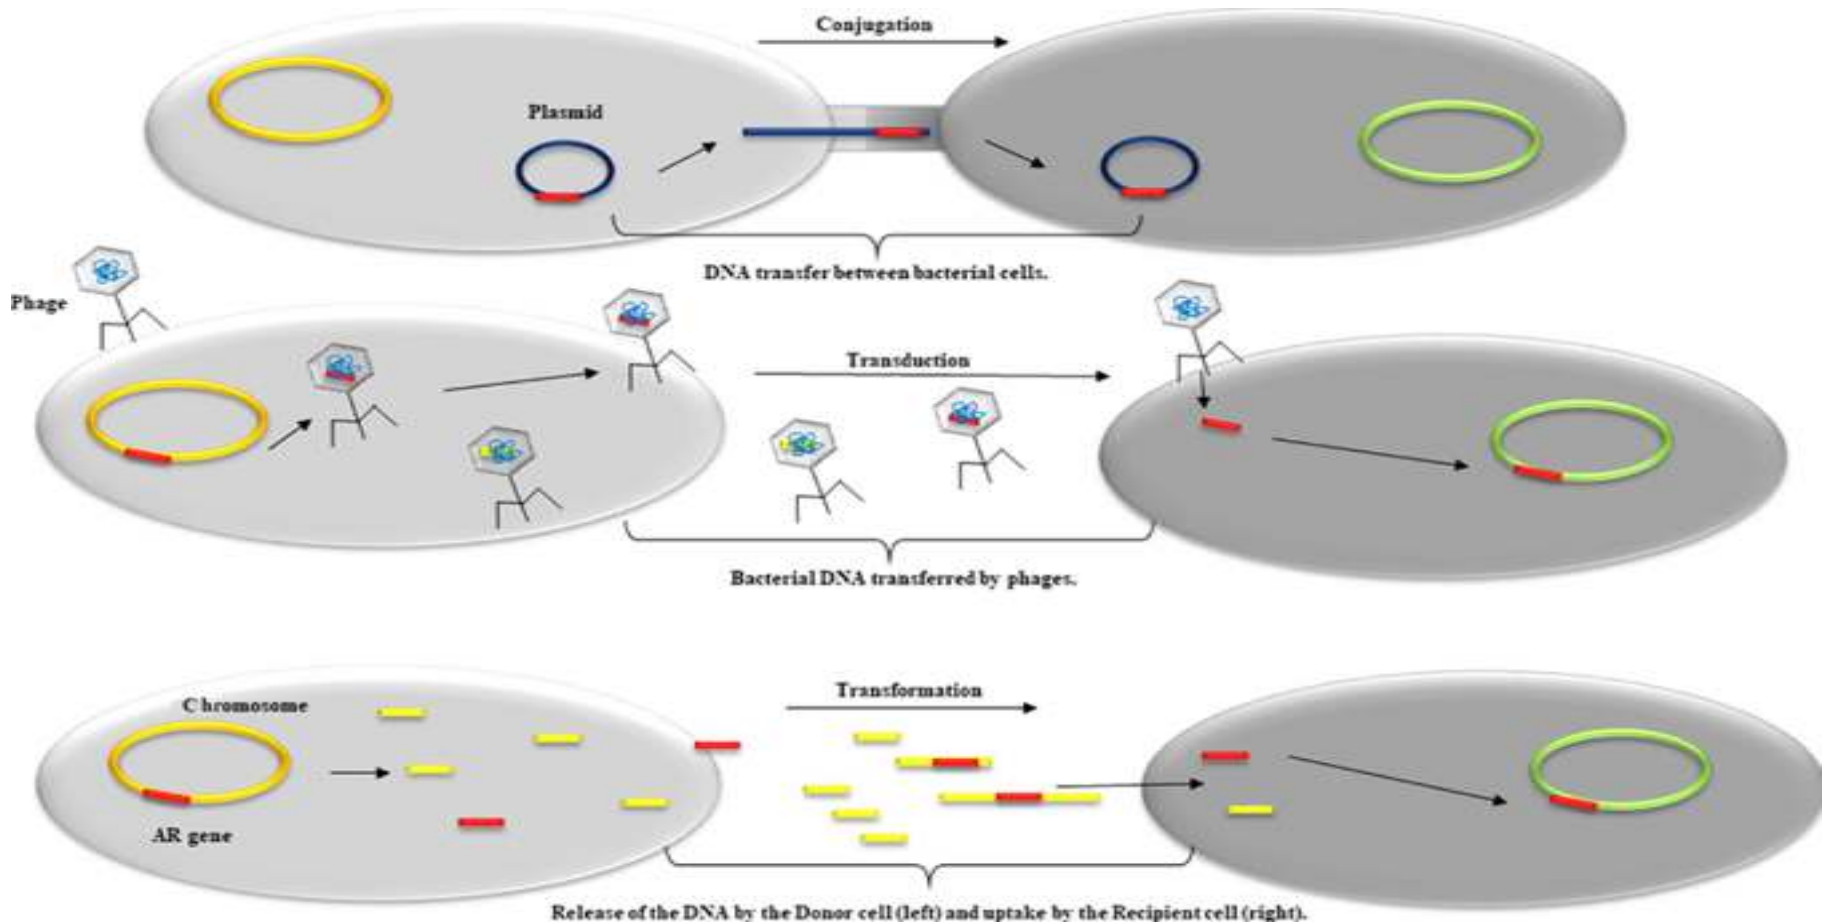 Conjugation
Plasmid
DNA transfer between bacterial cells.
Phage
Transduction
Bacterial DNA transferred by phages.
Transformation
Chromosome
AR gene
Release of the DNA by the Donor cell (left) and uptake by the Recipient cell (right).